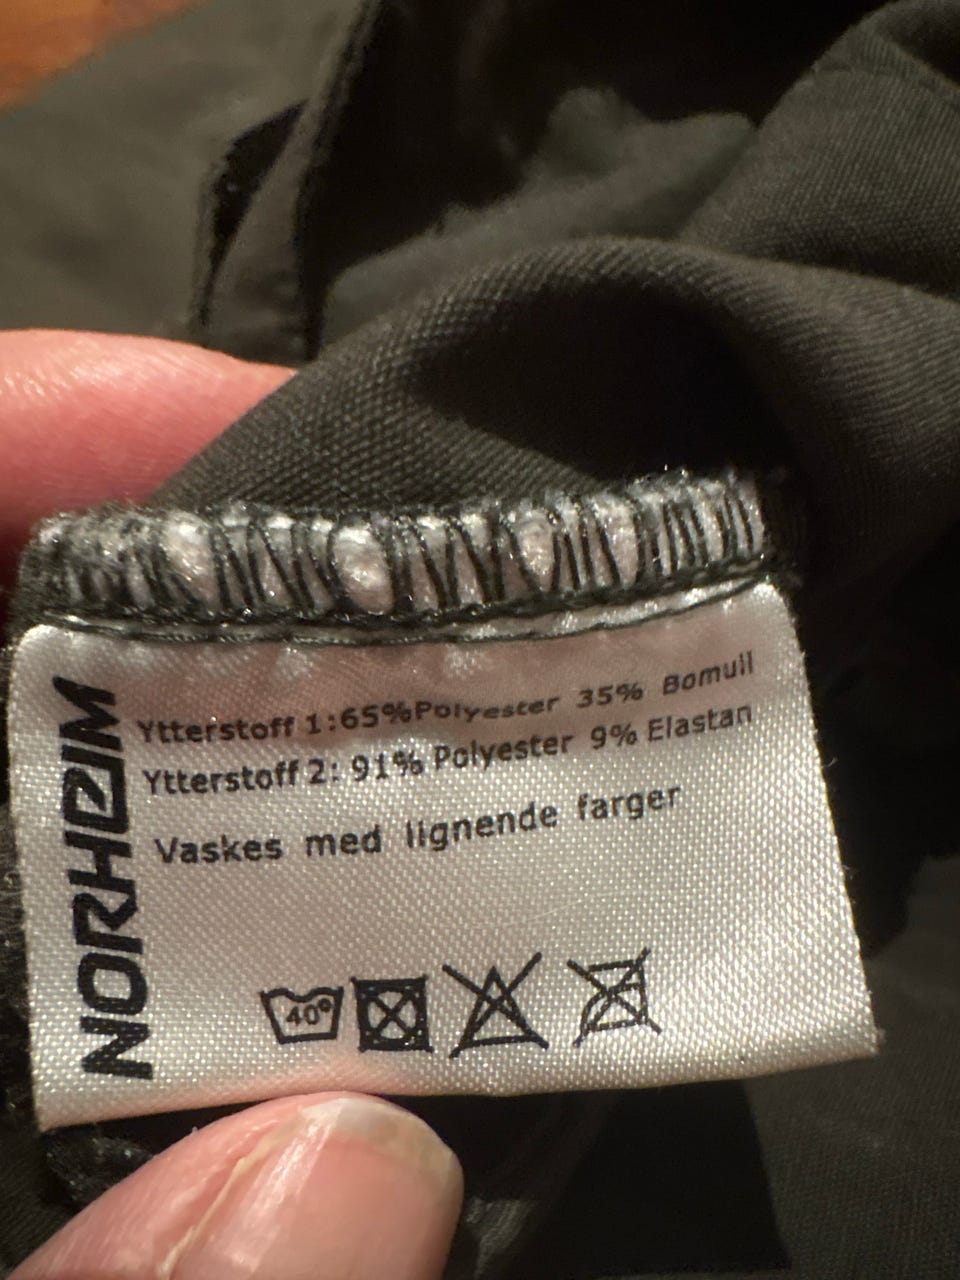 NORHEIM
Ytterstoff 1:65%Polyester 35% Bomull
Ytterstoff 2: 91% Polyester 9% Elastan
Vaskes med lignende farger
40°